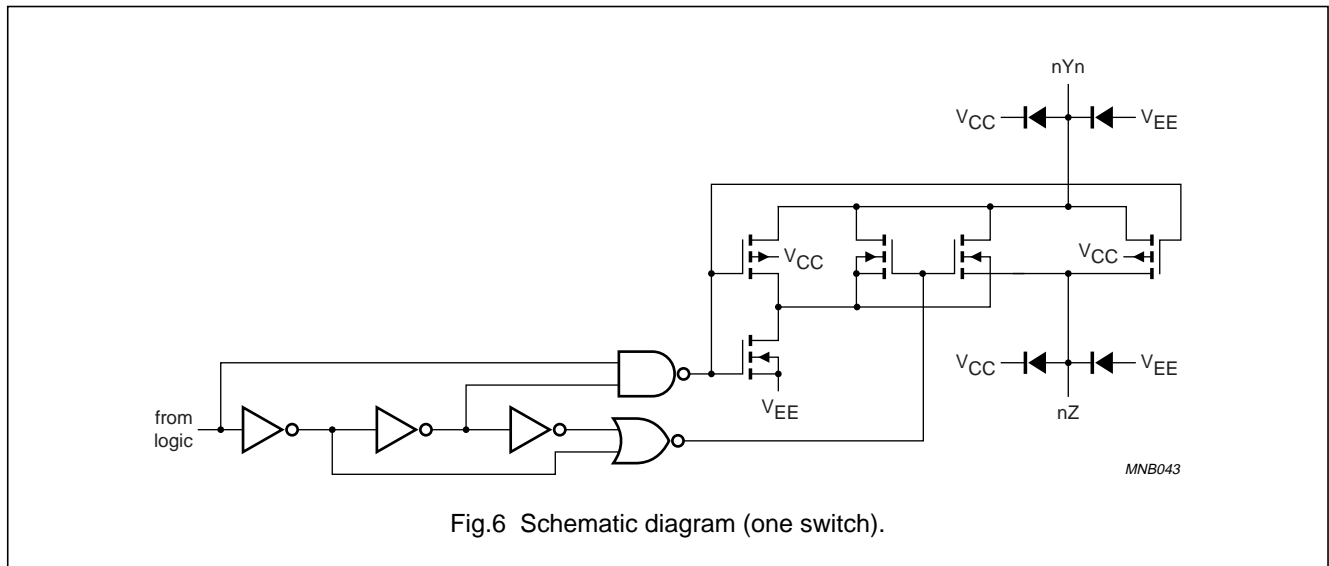 nYn
VCC
VEE
VCC
VCC
VCC
VEE
VEE
nZ
from
logic
MNB043
Fig.6 Schematic diagram (one switch).